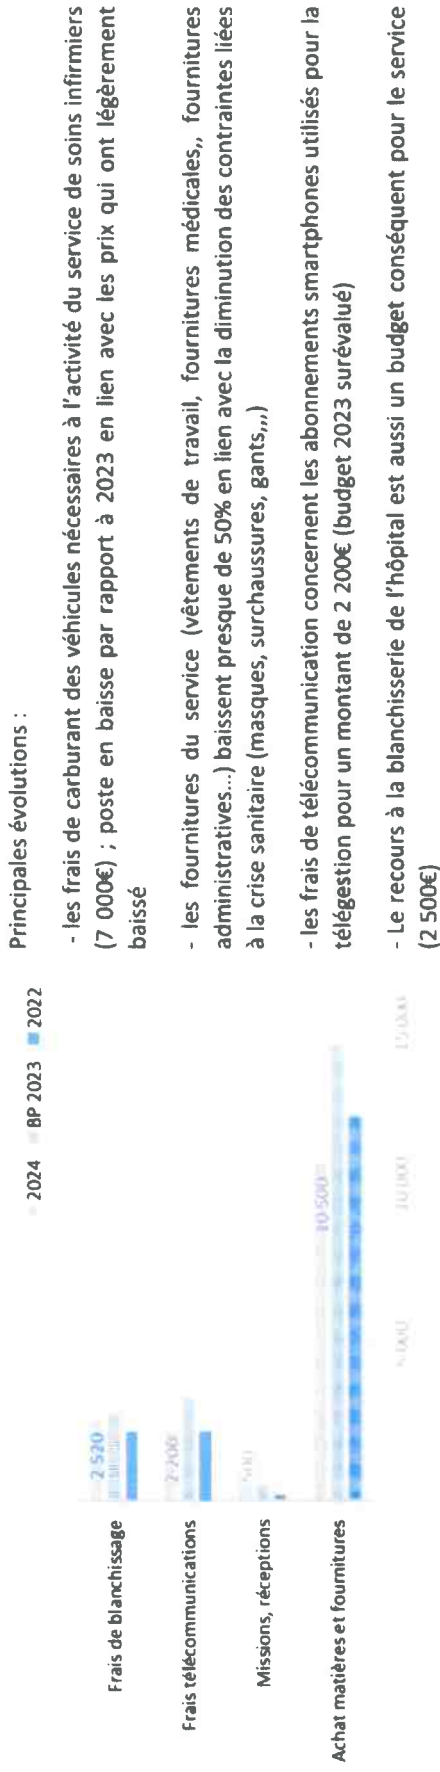 2024 BP 2023 2022
Frais de blanchissage
2 520
Frais télécommunications
2 200
Missions, réceptions
500
Achat matières et fournitures
10 500
5 000 10 000 15 000
Principales évolutions :
- les frais de carburant des véhicules nécessaires à l'activité du service de soins infirmiers
(7 000€) ; poste en baisse par rapport à 2023 en lien avec les prix qui ont légèrement
baissé
- les fournitures du service (vêtements de travail, fournitures médicales,, fournitures
administratives...) baissent presque de 50% en lien avec la diminution des contraintes liées
à la crise sanitaire (masques, surchaussures, gants,,,)
- les frais de télécommunication concernent les abonnements smartphones utilisés pour la
télégestion pour un montant de 2 200€ (budget 2023 surévalué)
- Le recours à la blanchisserie de l'hôpital est aussi un budget conséquent pour le service
(2 500€)